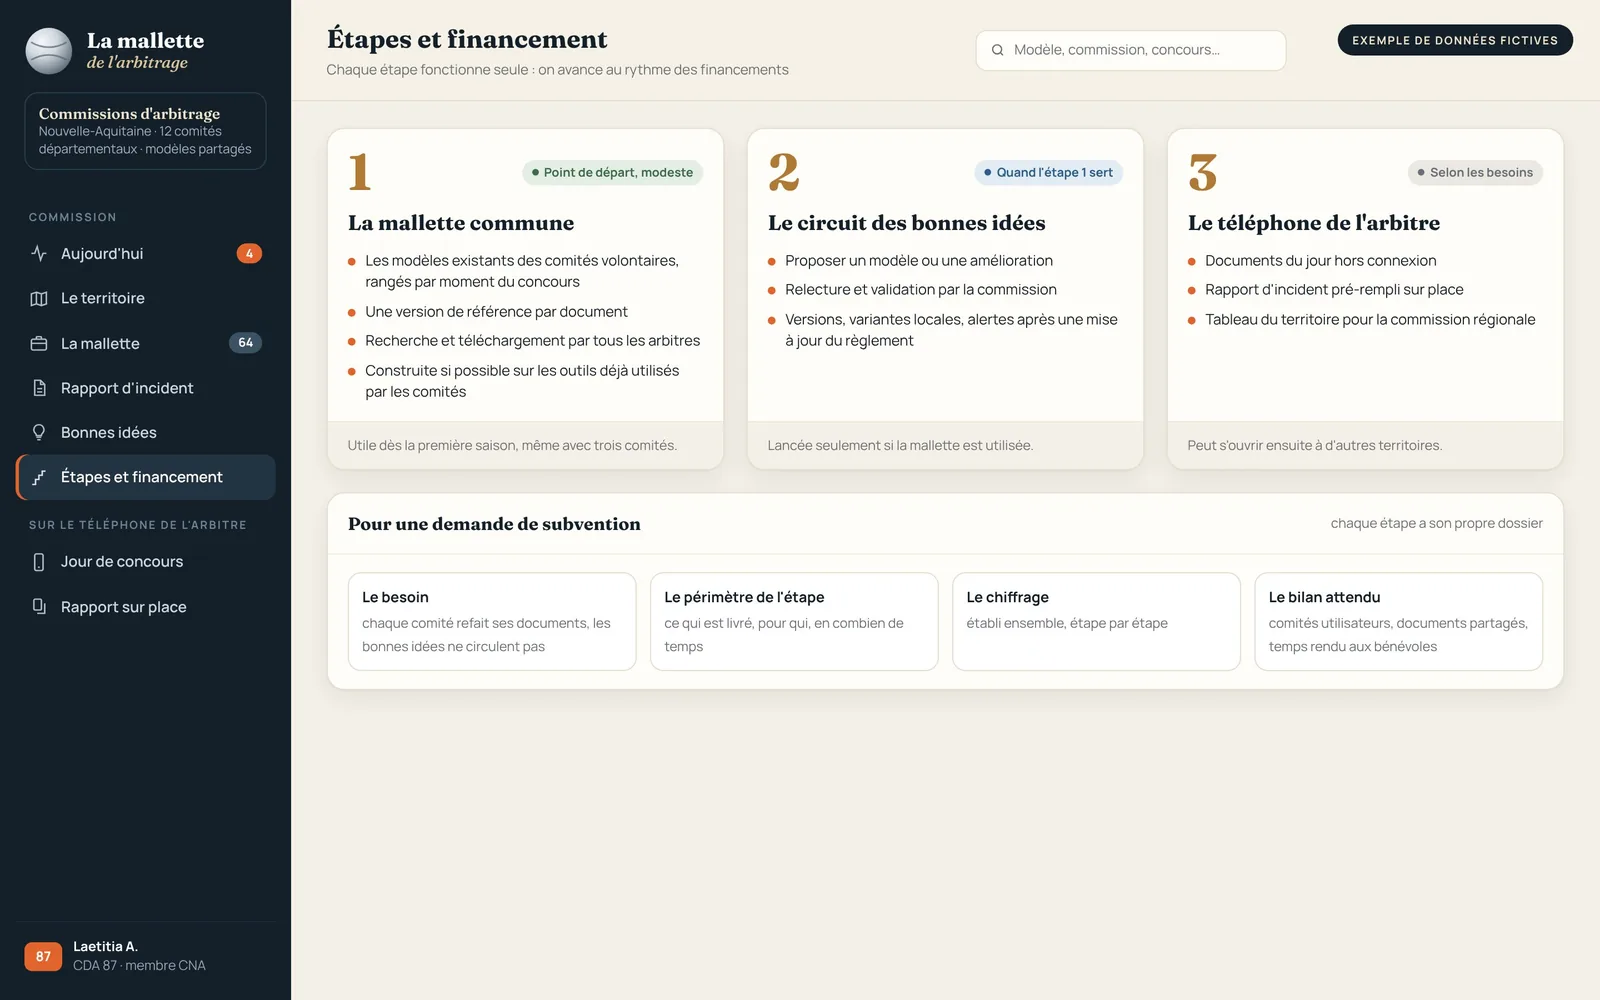 La mallette
de l'arbitrage
Commissions d'arbitrage
Nouvelle-Aquitaine · 12 comités
départementaux · modèles partagés
COMMISSION
Aujourd'hui
4
Le territoire
La mallette
64
Rapport d'incident
Bonnes idées
Étapes et financement
SUR LE TÉLÉPHONE DE L'ARBITRE
Jour de concours
Rapport sur place
87
Laetitia A.
CDA 87 · membre CNA
Étapes et financement
Chaque étape fonctionne seule : on avance au rythme des financements
Modèle, commission, concours…
EXEMPLE DE DONNÉES FICTIVES
1
Point de départ, modeste
La mallette commune
Les modèles existants des comités volontaires,
rangés par moment du concours
Une version de référence par document
Recherche et téléchargement par tous les arbitres
Construite si possible sur les outils déjà utilisés
par les comités
Utile dès la première saison, même avec trois comités.
2
Quand l'étape 1 sert
Le circuit des bonnes idées
Proposer un modèle ou une amélioration
Relecture et validation par la commission
Versions, variantes locales, alertes après une mise
à jour du règlement
Lancée seulement si la mallette est utilisée.
3
Selon les besoins
Le téléphone de l'arbitre
Documents du jour hors connexion
Rapport d'incident pré-rempli sur place
Tableau du territoire pour la commission régionale
Peut s'ouvrir ensuite à d'autres territoires.
Pour une demande de subvention
chaque étape a son propre dossier
Le besoin
chaque comité refait ses documents, les
bonnes idées ne circulent pas
Le périmètre de l'étape
ce qui est livré, pour qui, en combien de
temps
Le chiffrage
établi ensemble, étape par étape
Le bilan attendu
comités utilisateurs, documents partagés,
temps rendu aux bénévoles